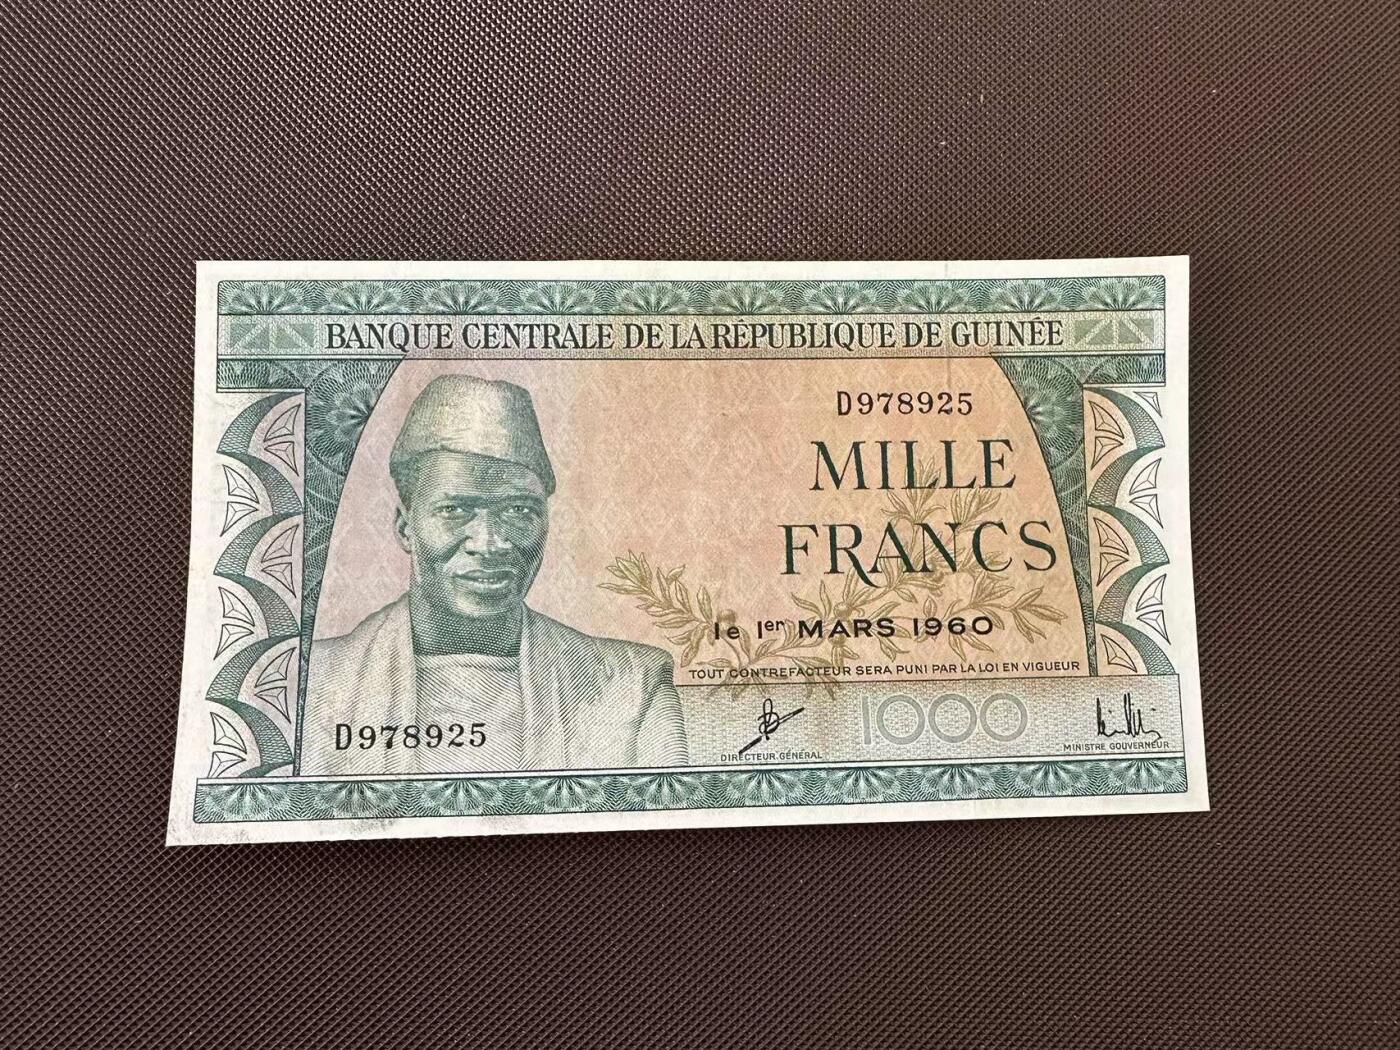 BANQUE CENTRALE DE LA RÉPUBLIQUE DE GUINÉE
D978925
MILLE
FRANCS
le 1er MARS 1960
TOUT CONTREFACTEUR SERA PUNI PAR LA LOI EN VIGUEUR
D978925
1000
DIRECTEUR GÉNÉRAL
MINISTRE GOUVERNEUR